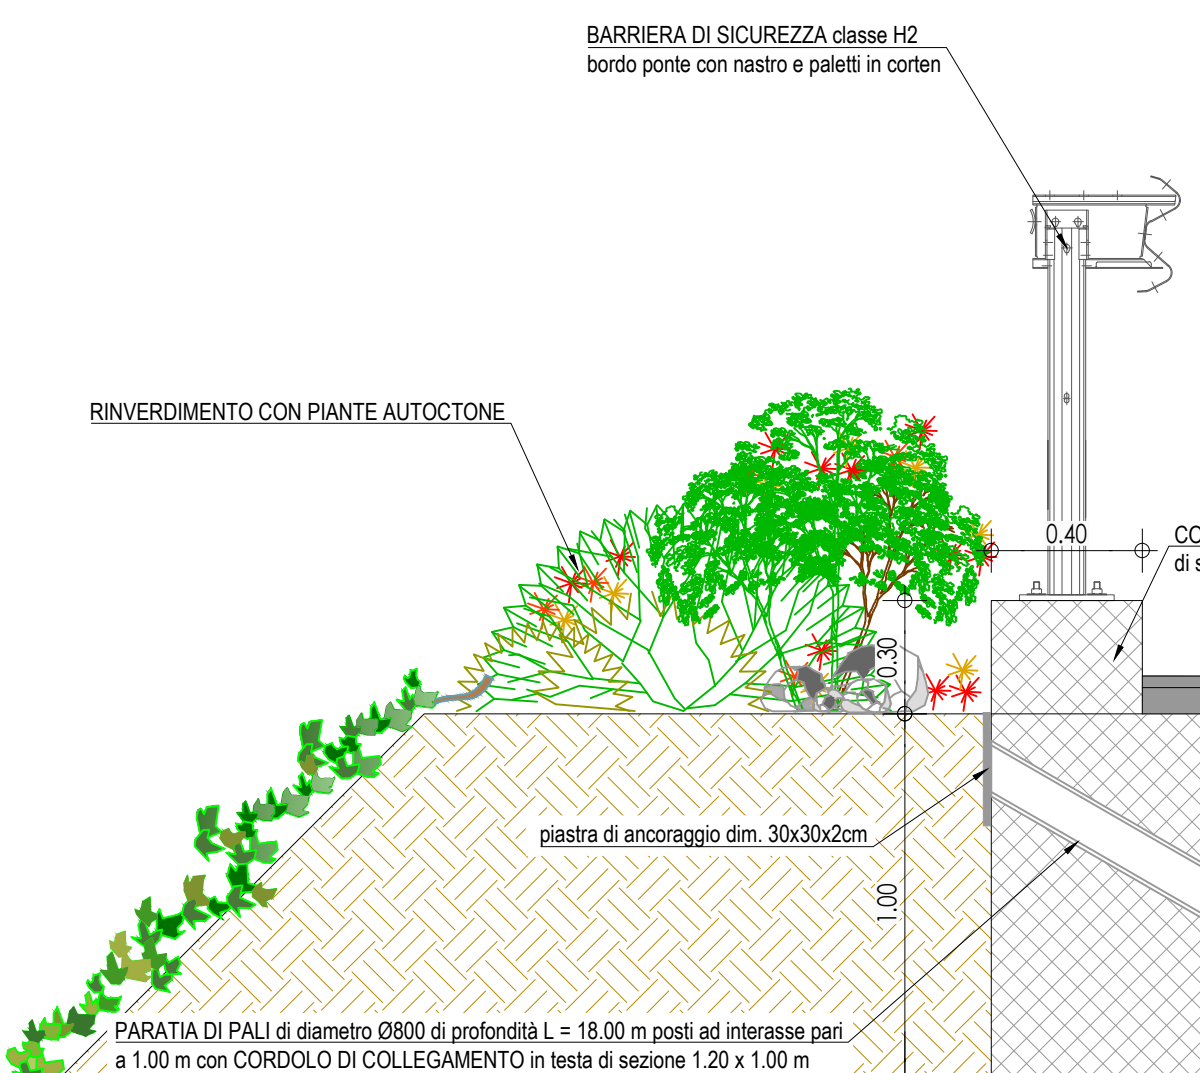 BARRIERA DI SICUREZZA classe H2
bordo ponte con nastro e paletti in corten
RINVERDIMENTO CON PIANTE AUTOCTONE
0.40
CO
di s
0.30
piastra di ancoraggio dim. 30x30x2cm
1.00
PARATIA DI PALI di diametro Ø800 di profondità L = 18.00 m posti ad interasse pari
a 1.00 m con CORDOLO DI COLLEGAMENTO in testa di sezione 1.20 x 1.00 m